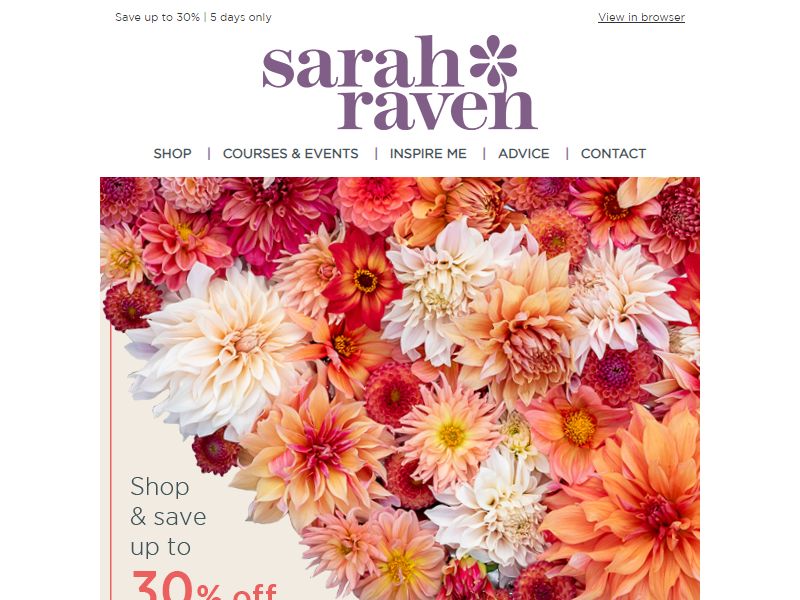 Save up to 30% | 5 days only
View in browser
sarah
raven
SHOP | COURSES & EVENTS | INSPIRE ME | ADVICE | CONTACT
Shop
& save
up to
30% off